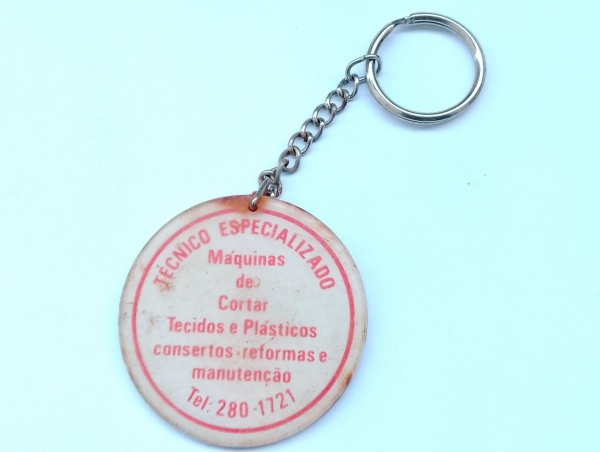 TÉCNICO ESPECIALIZADO
Máquinas
de
Cortar
Tecidos e Plásticos
consertos-reformas e
manutenção
Tel: 280-1721